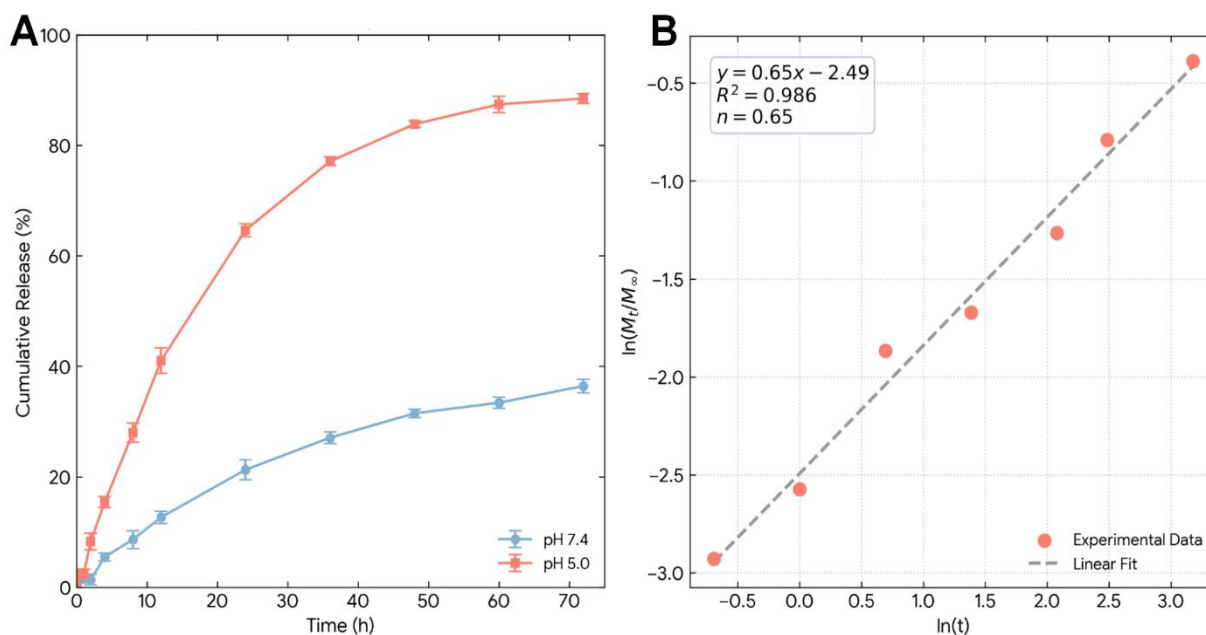 A
Cumulative Release (%)
100
80
60
40
20
0
0 10 20 30 40 50 60 70
Time (h)
pH 7.4
pH 5.0
B
y = 0.65x − 2.49
R² = 0.986
n = 0.65
ln(Mₜ/M∞)
−0.5
−1.0
−1.5
−2.0
−2.5
−3.0
−0.5 0.0 0.5 1.0 1.5 2.0 2.5 3.0
ln(t)
Experimental Data
Linear Fit